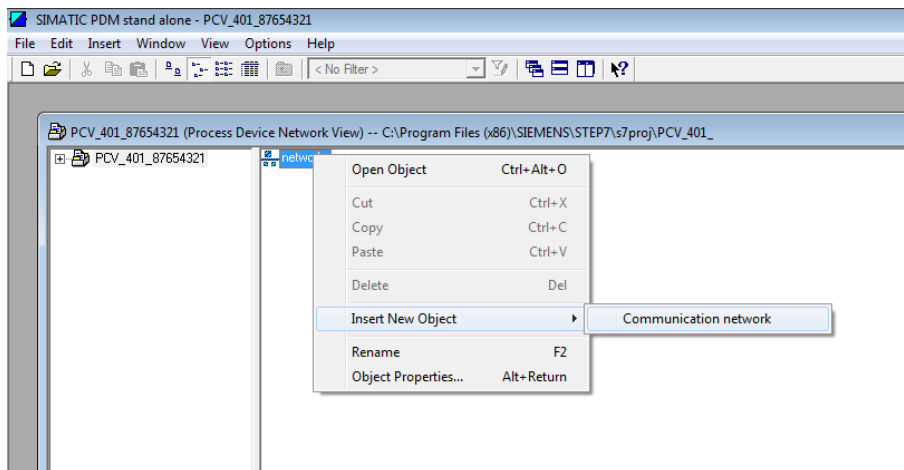 SIMATIC PDM stand alone - PCV_401_87654321
File Edit Insert Window View Options Help
< No Filter >
PCV_401_87654321 (Process Device Network View) -- C:\Program Files (x86)\SIEMENS\STEP7\s7proj\PCV_401_
PCV_401_87654321
Open Object Ctrl+Alt+O
Cut Ctrl+X
Copy Ctrl+C
Paste Ctrl+V
Delete Del
Insert New Object
Communication network
Rename F2
Object Properties... Alt+Return